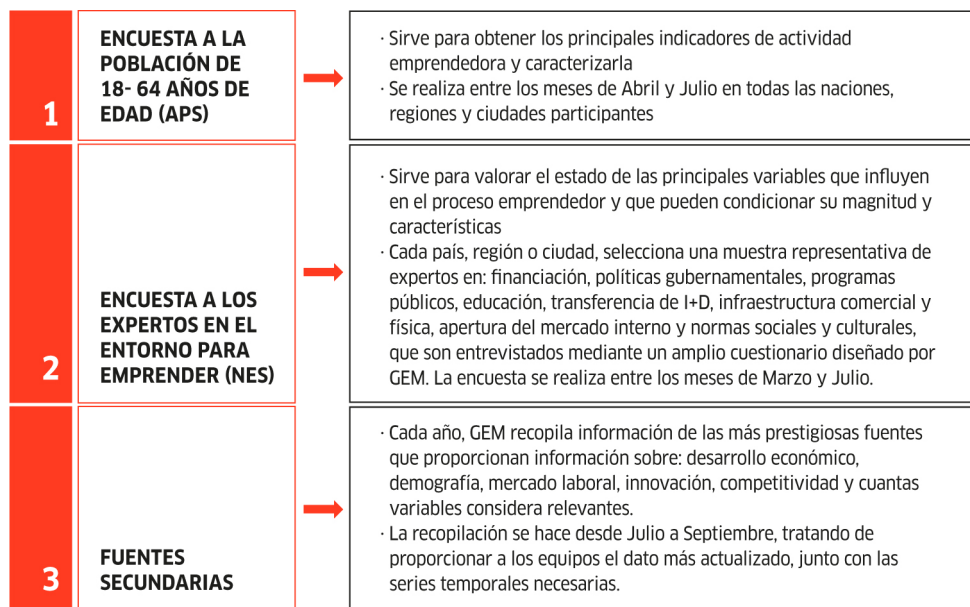 1
ENCUESTA A LA
POBLACIÓN DE
18- 64 AÑOS DE
EDAD (APS)
· Sirve para obtener los principales indicadores de actividad
emprendedora y caracterizarla
· Se realiza entre los meses de Abril y Julio en todas las naciones,
regiones y ciudades participantes
2
ENCUESTA A LOS
EXPERTOS EN EL
ENTORNO PARA
EMPRENDER (NES)
· Sirve para valorar el estado de las principales variables que influyen
en el proceso emprendedor y que pueden condicionar su magnitud y
características
· Cada país, región o ciudad, selecciona una muestra representativa de
expertos en: financiación, políticas gubernamentales, programas
públicos, educación, transferencia de I+D, infraestructura comercial y
física, apertura del mercado interno y normas sociales y culturales,
que son entrevistados mediante un amplio cuestionario diseñado por
GEM. La encuesta se realiza entre los meses de Marzo y Julio.
3
FUENTES
SECUNDARIAS
· Cada año, GEM recopila información de las más prestigiosas fuentes
que proporcionan información sobre: desarrollo económico,
demografía, mercado laboral, innovación, competitividad y cuantas
variables considera relevantes.
· La recopilación se hace desde Julio a Septiembre, tratando de
proporcionar a los equipos el dato más actualizado, junto con las
series temporales necesarias.